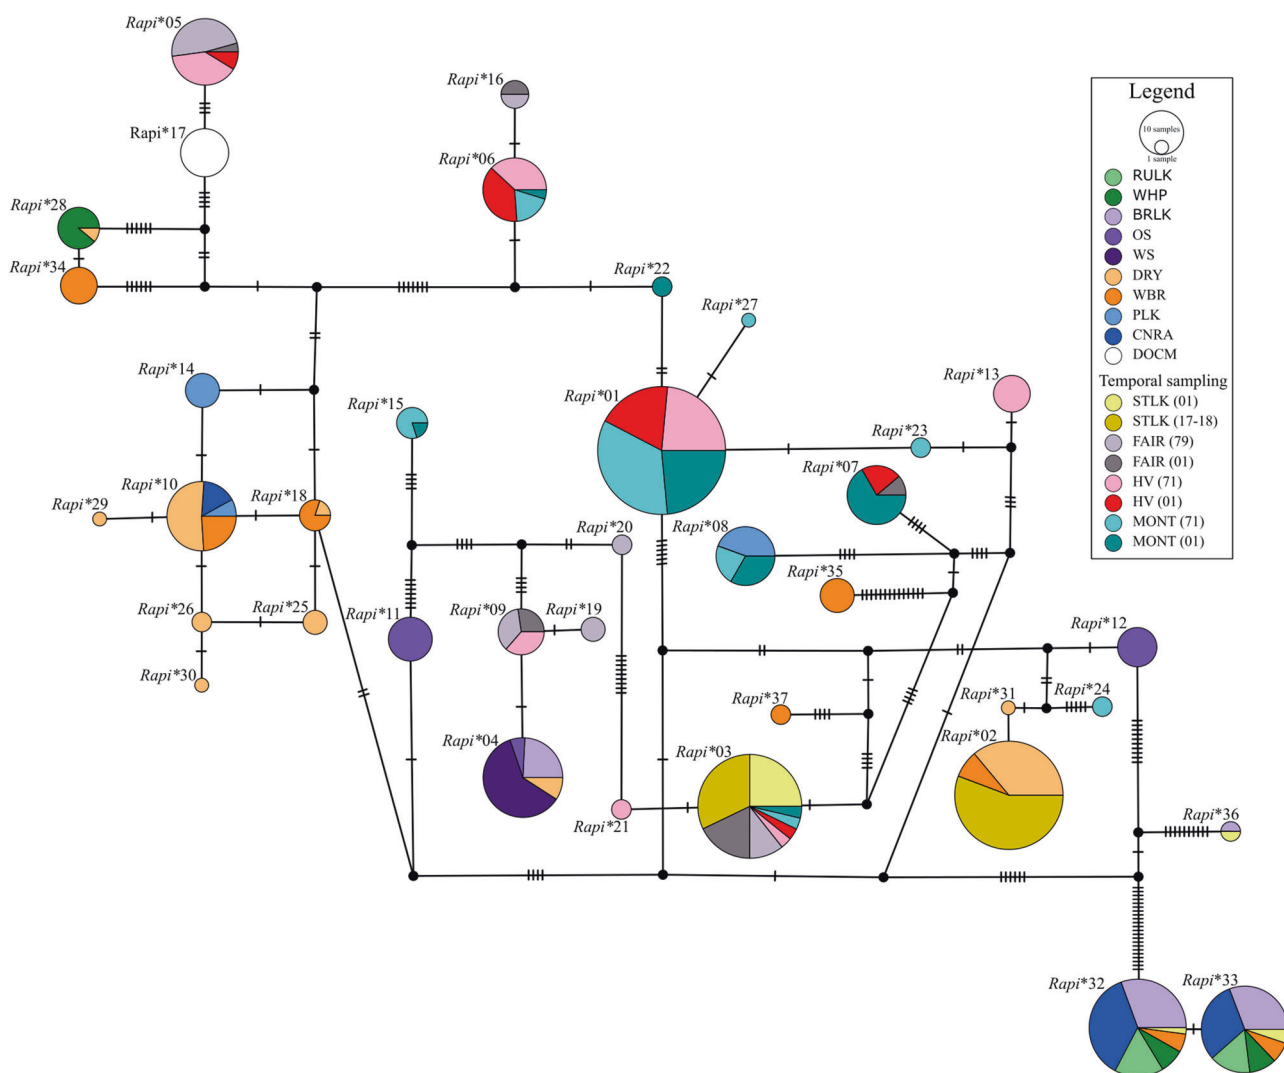 Rapi*05
Rapi*16
Rapi*17
Rapi*06
Rapi*28
Rapi*34
Rapi*22
Rapi*27
Rapi*14
Rapi*15
Rapi*01
Rapi*13
Rapi*23
Rapi*07
Rapi*10
Rapi*18
Rapi*29
Rapi*20
Rapi*08
Rapi*35
Rapi*26
Rapi*25
Rapi*11
Rapi*09
Rapi*19
Rapi*12
Rapi*30
Rapi*37
Rapi*31
Rapi*24
Rapi*04
Rapi*03
Rapi*02
Rapi*21
Rapi*36
Rapi*32
Rapi*33
Legend
10 samples
1 sample
RULK
WHP
BRLK
OS
WS
DRY
WBR
PLK
CNRA
DOCM
Temporal sampling
STLK (01)
STLK (17-18)
FAIR (79)
FAIR (01)
HV (71)
HV (01)
MONT (71)
MONT (01)